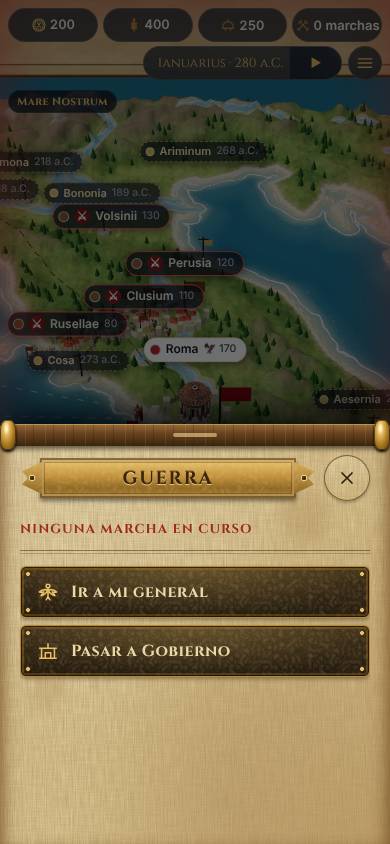 200
400
250
0 marchas
Ianuarius · 280 a.C.
Mare Nostrum
Ariminum 268 a.C.
mona 218 a.C.
8 a.C.
Bononia 189 a.C.
Volsinii 130
Perusia 120
Clusium 110
Rusellae 80
Roma 170
Cosa 273 a.C.
Aesernia 2
GUERRA
NINGUNA MARCHA EN CURSO
Ir a mi general
Pasar a Gobierno